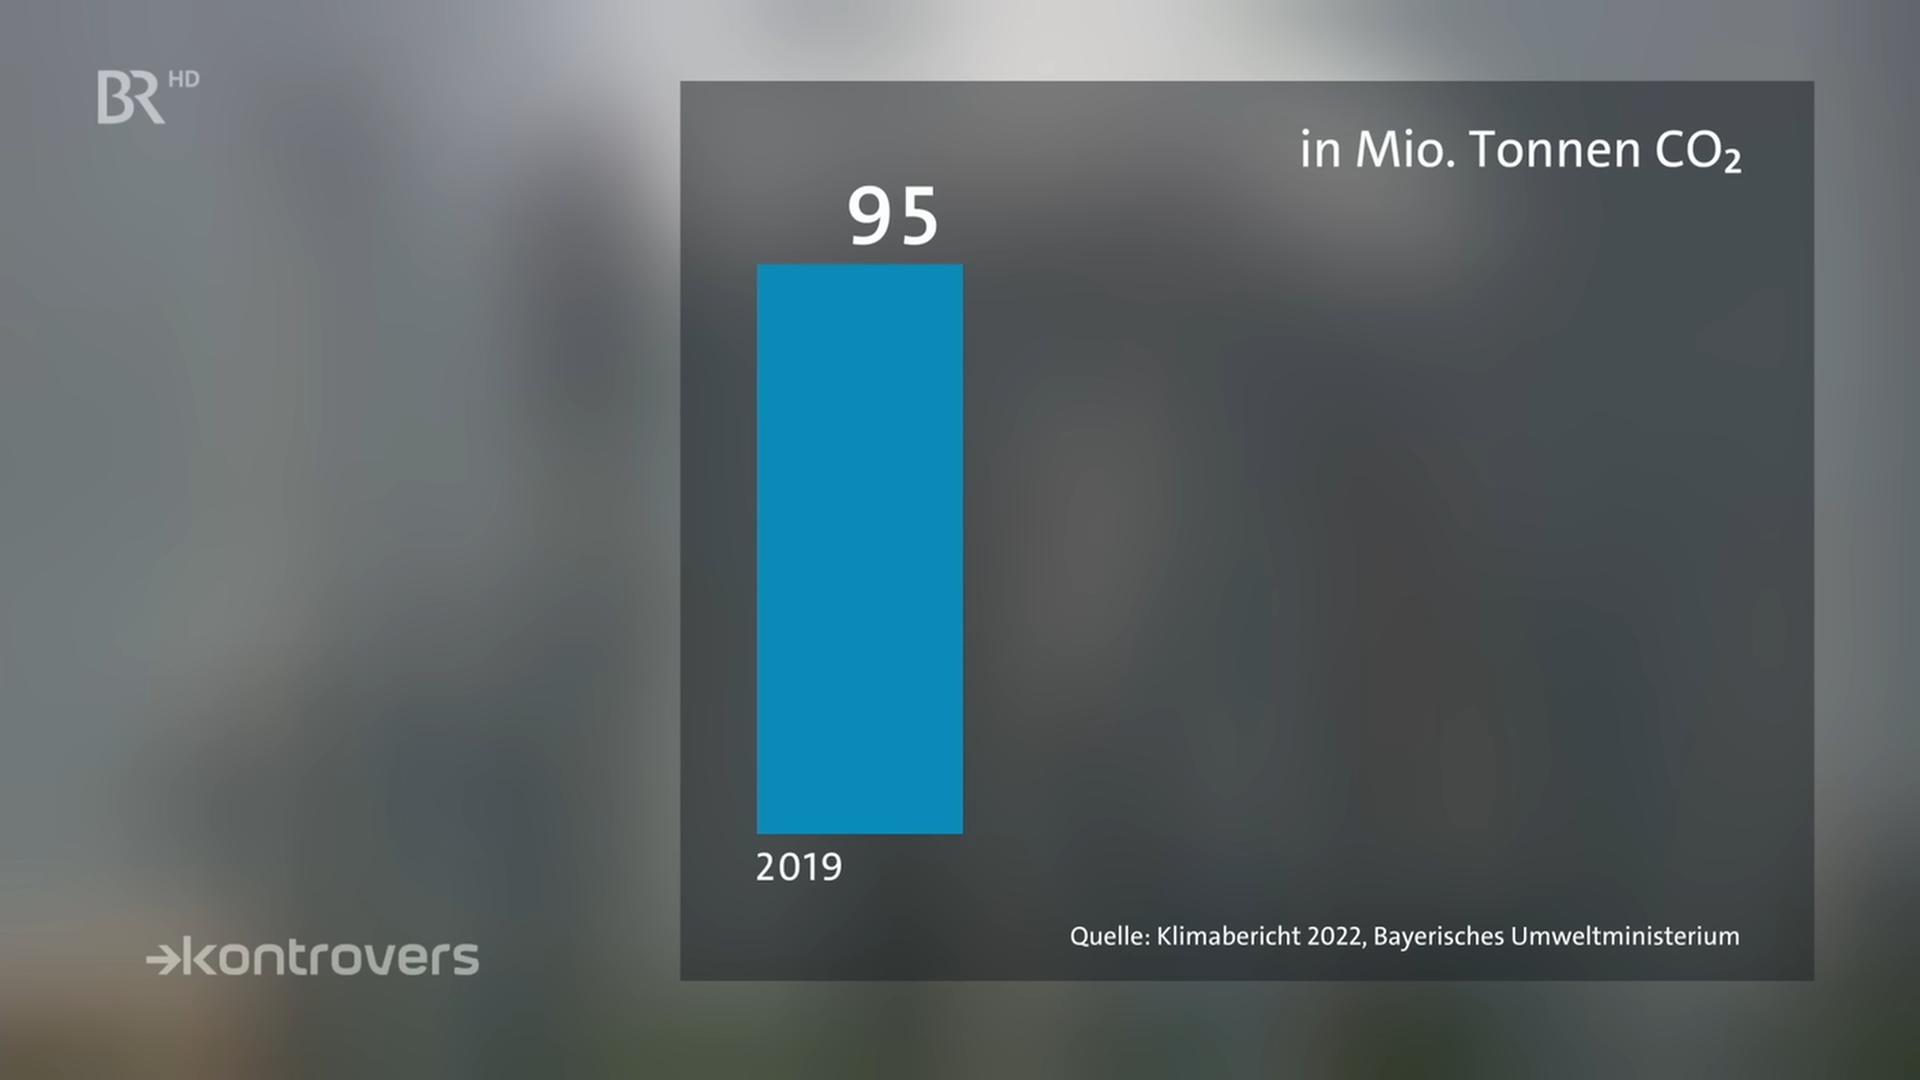 BR HD
in Mio. Tonnen CO₂
95
2019
Quelle: Klimabericht 2022, Bayerisches Umweltministerium
kontrovers